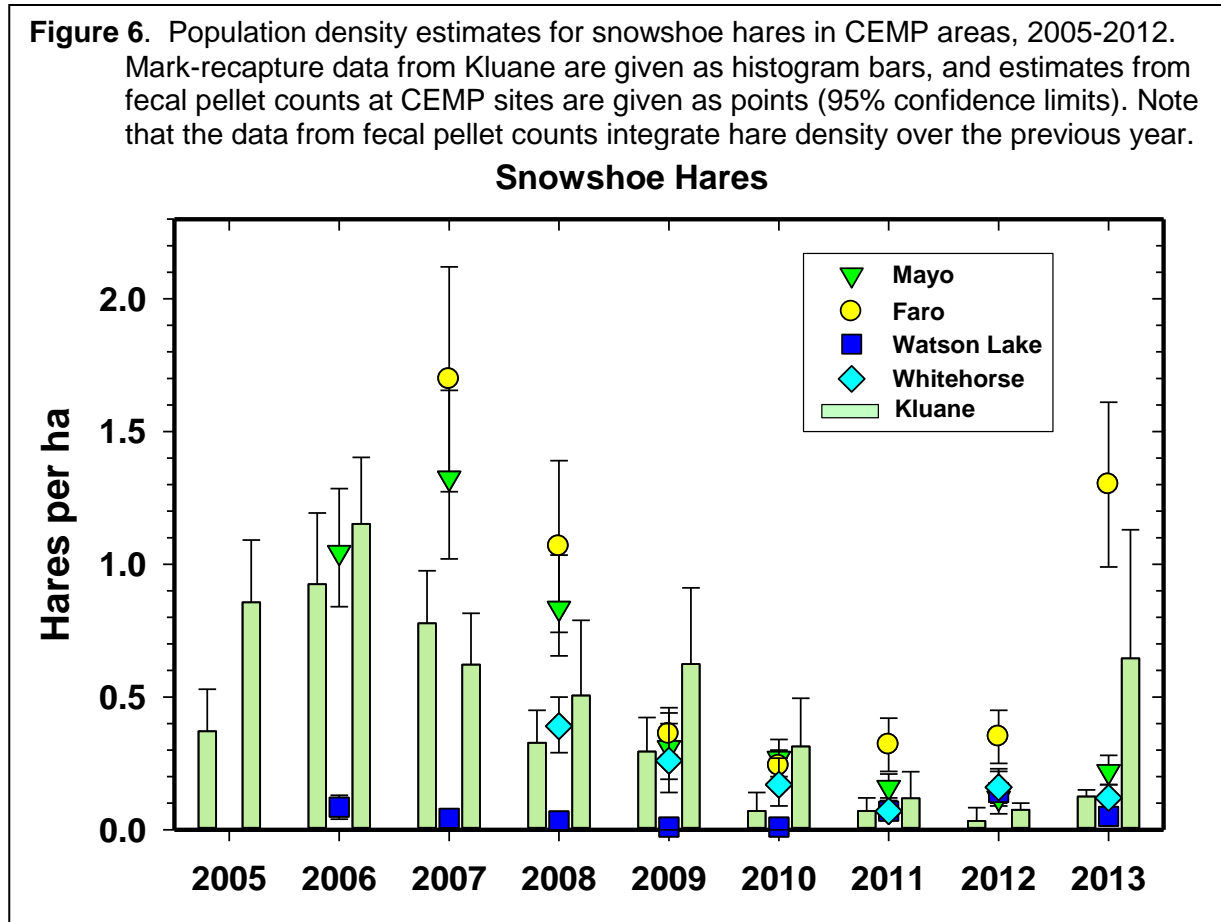 Figure 6. Population density estimates for snowshoe hares in CEMP areas, 2005-2012.
Mark-recapture data from Kluane are given as histogram bars, and estimates from
fecal pellet counts at CEMP sites are given as points (95% confidence limits). Note
that the data from fecal pellet counts integrate hare density over the previous year.
Snowshoe Hares
Hares per ha
2.0
1.5
1.0
0.5
0.0
Mayo
Faro
Watson Lake
Whitehorse
Kluane
2005 2006 2007 2008 2009 2010 2011 2012 2013